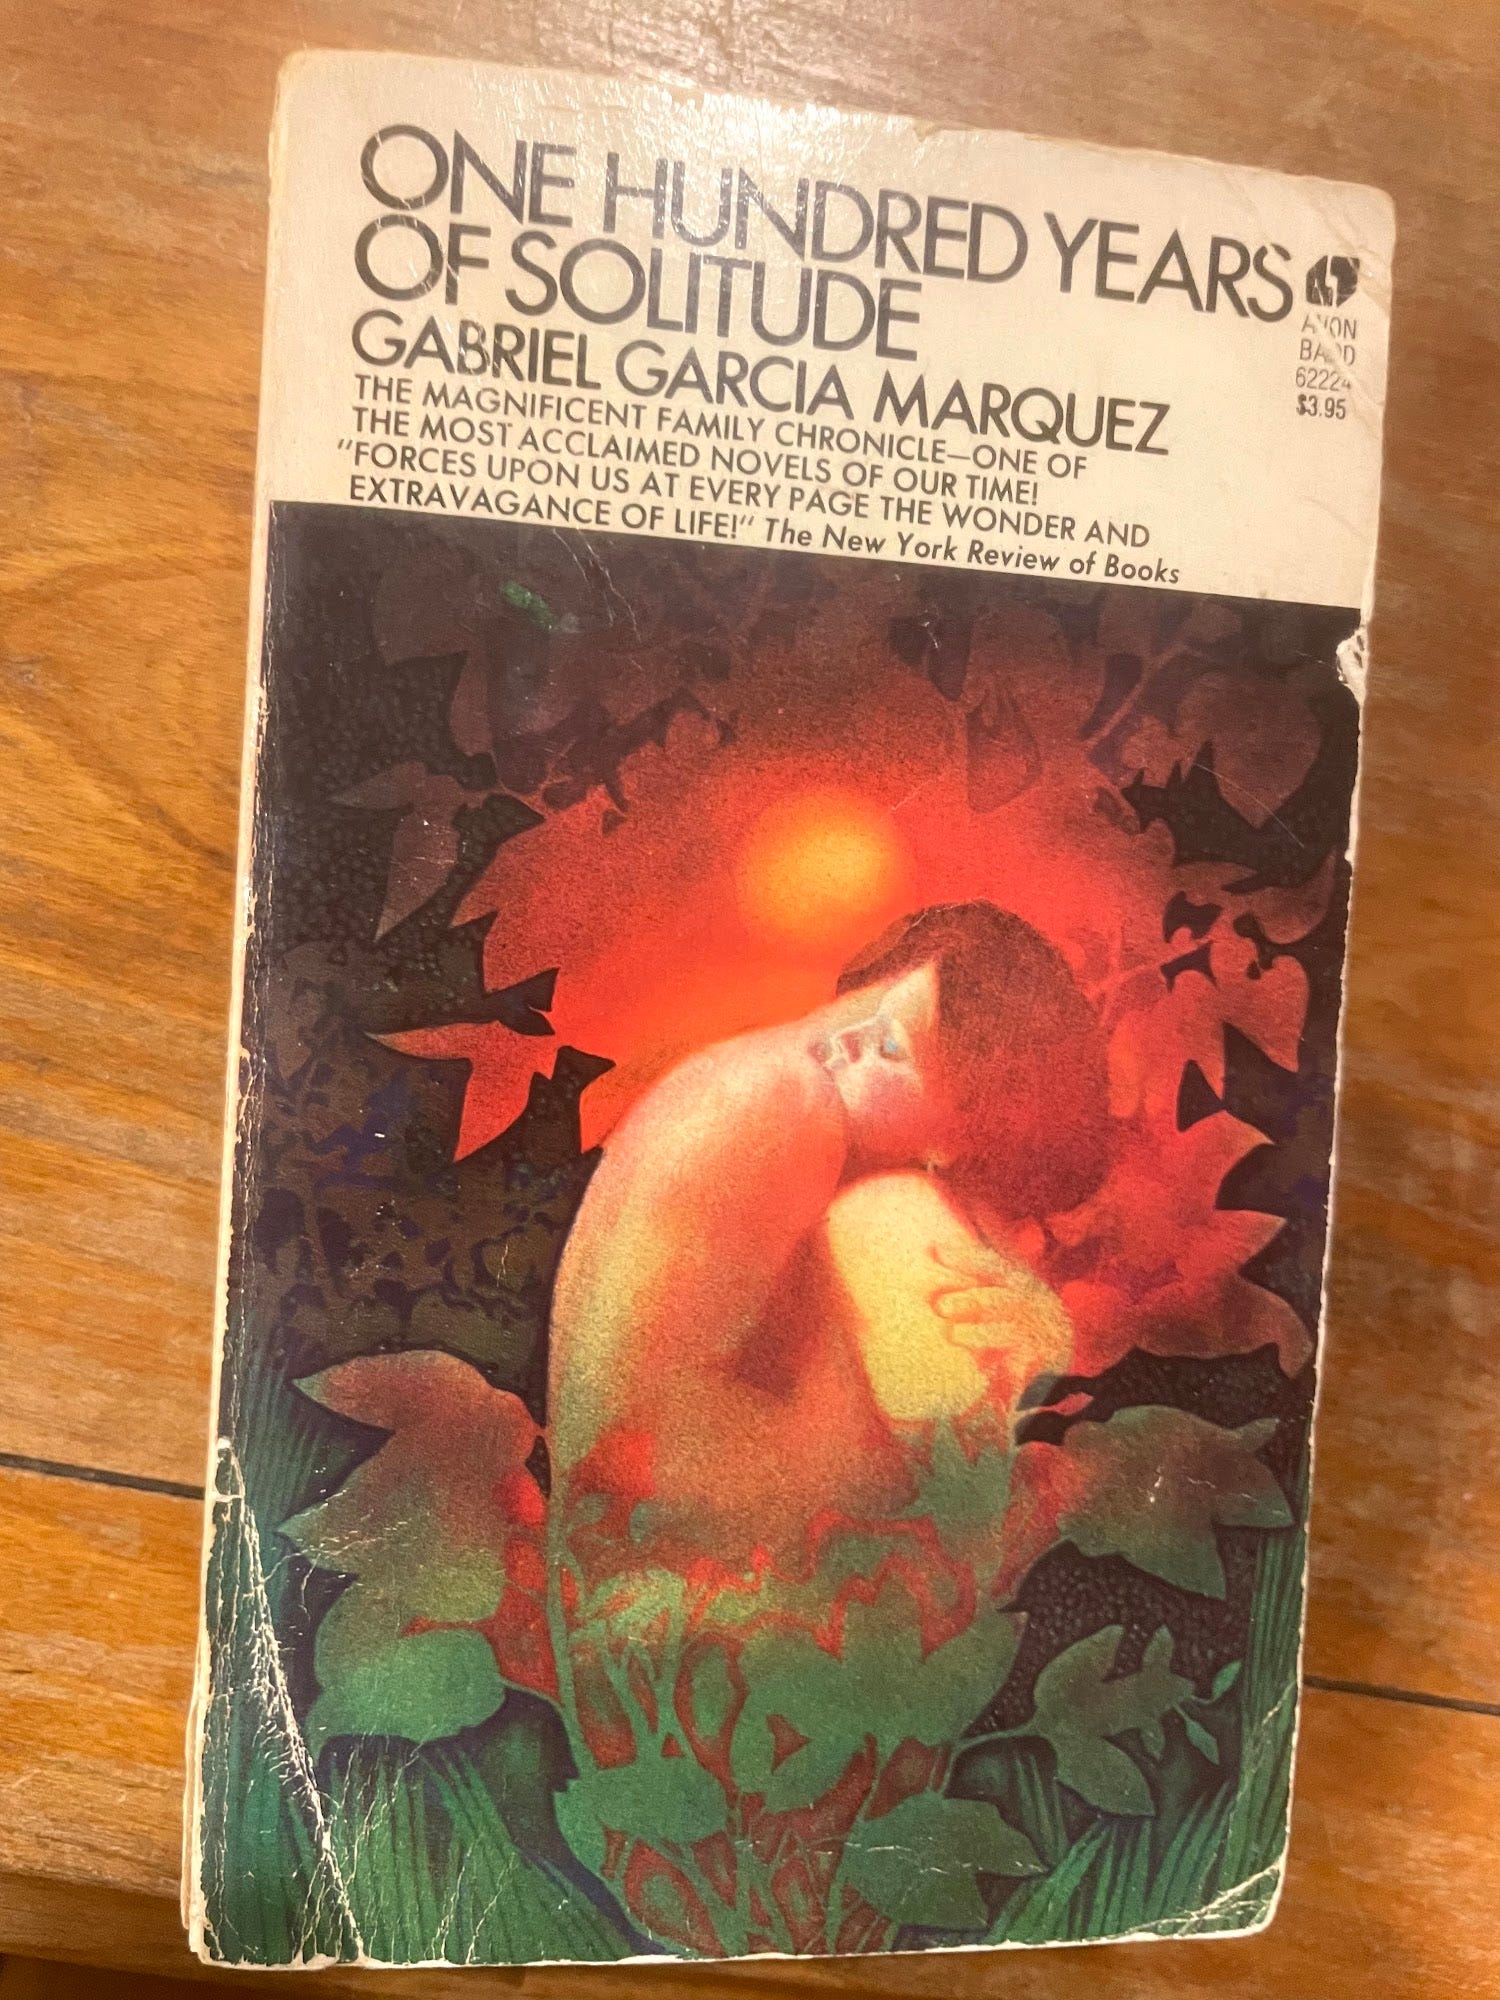 ONE HUNDRED YEARS
OF SOLITUDE
GABRIEL GARCIA MARQUEZ
THE MAGNIFICENT FAMILY CHRONICLE—ONE OF
THE MOST ACCLAIMED NOVELS OF OUR TIME!
"FORCES UPON US AT EVERY PAGE THE WONDER AND
EXTRAVAGANCE OF LIFE!" The New York Review of Books
AVON
BARD
62224
$3.95